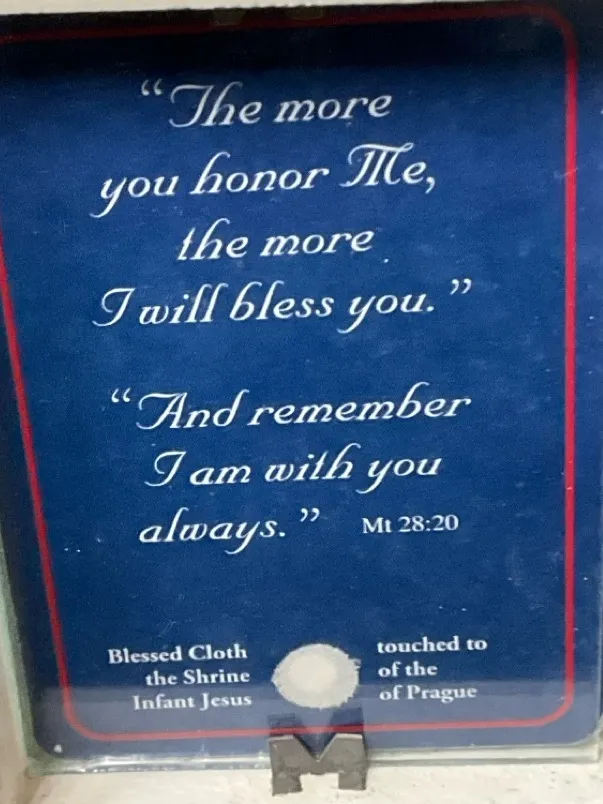 “The more
you honor Me,
the more
I will bless you.”
“And remember
I am with you
always.” Mt 28:20
Blessed Cloth touched to
the Shrine of the
Infant Jesus of Prague